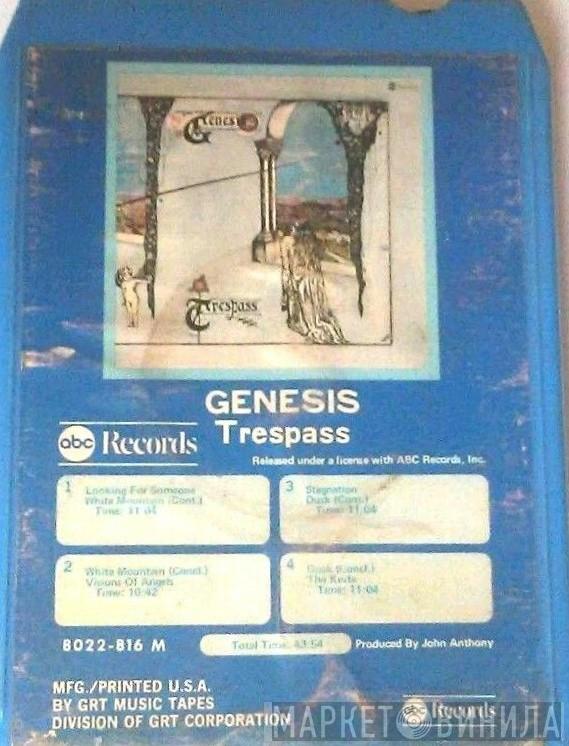 Genesis
Trespass
GENESIS
Trespass
abc Records
Released under a license with ABC Records, Inc.
1 Looking For Someone
White Mountain (Cont.)
Time: 11:04
2 White Mountain (Concl.)
Visions Of Angels
Time: 10:42
3 Stagnation
Dusk (Cont.)
Time: 11:04
4 Dusk (Concl.)
The Knife
Time: 11:04
8022-816 M
Total Time: 43:54
Produced By John Anthony
MFG./PRINTED U.S.A.
BY GRT MUSIC TAPES
DIVISION OF GRT CORPORATION
abc Records
МАРКЕТ ВИНИЛА